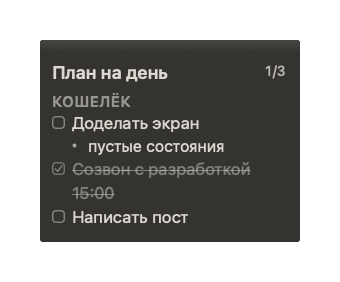 План на день
1/3
КОШЕЛЁК
Доделать экран
• пустые состояния
Созвон с разработкой
15:00
Написать пост